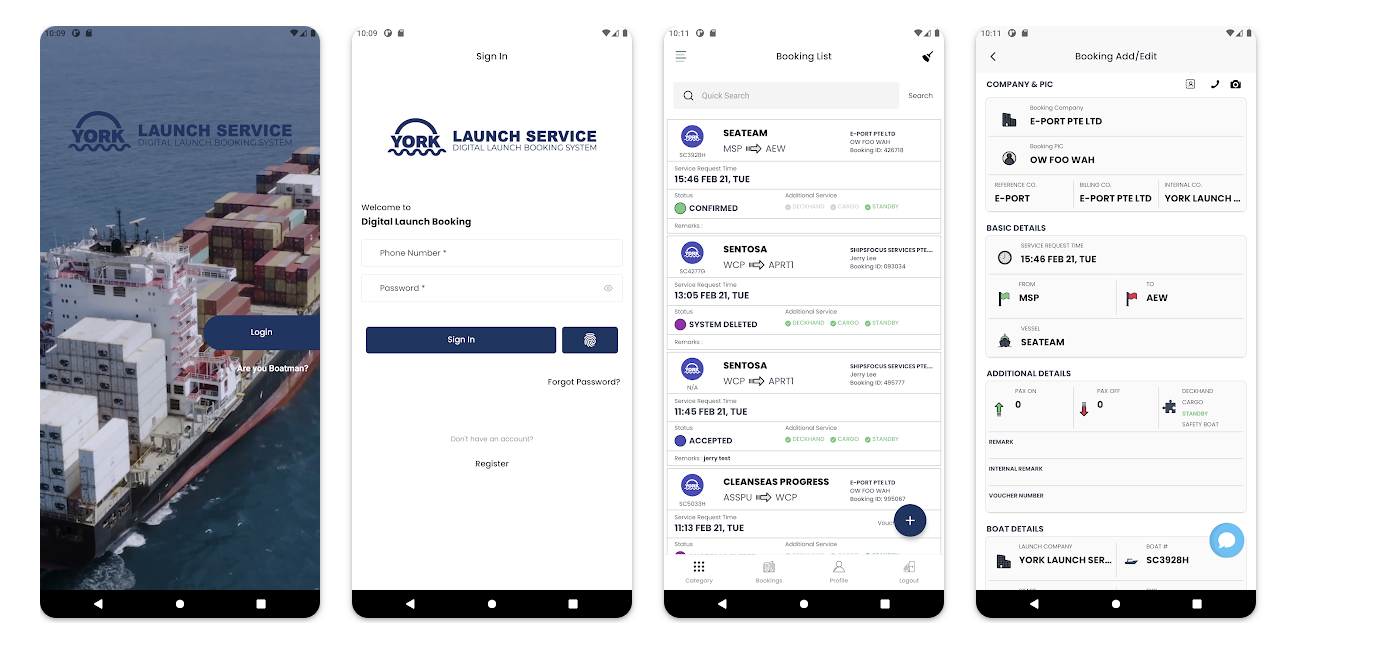 10:09
YORK
LAUNCH SERVICE
DIGITAL LAUNCH BOOKING SYSTEM
Login
Are you Boatman?
10:09
Sign In
YORK
LAUNCH SERVICE
DIGITAL LAUNCH BOOKING SYSTEM
Welcome to
Digital Launch Booking
Phone Number *
Password *
Sign In
Forgot Password?
Don't have an account?
Register
10:11
Booking List
Quick Search
Search
SEATEAM
MSP AEW
SC3928H
E-PORT PTE LTD
OW FOO WAH
Booking ID: 426718
Service Request Time
15:46 FEB 21, TUE
Status
CONFIRMED
Additional Service
DECKHAND CARGO STANDBY
Remarks :
SENTOSA
WCP APRT1
SC4277G
SHIPSFOCUS SERVICES PTE....
Jerry Lee
Booking ID: 093034
Service Request Time
13:05 FEB 21, TUE
Status
SYSTEM DELETED
Additional Service
DECKHAND CARGO STANDBY
Remarks :
SENTOSA
WCP APRT1
N/A
SHIPSFOCUS SERVICES PTE....
Jerry Lee
Booking ID: 495777
Service Request Time
11:45 FEB 21, TUE
Status
ACCEPTED
Additional Service
DECKHAND CARGO STANDBY
Remarks : jerry test
CLEANSEAS PROGRESS
ASSPU WCP
SC5033H
E-PORT PTE LTD
OW FOO WAH
Booking ID: 995067
Service Request Time
11:13 FEB 21, TUE
Vouc
+
Status
Additional Service
Category
Bookings
Profile
Logout
10:11
Booking Add/Edit
COMPANY & PIC
Booking Company
E-PORT PTE LTD
Booking PIC
OW FOO WAH
REFERENCE CO.
E-PORT
BILLING CO.
E-PORT PTE LTD
INTERNAL CO.
YORK LAUNCH ...
BASIC DETAILS
SERVICE REQUEST TIME
15:46 FEB 21, TUE
FROM
MSP
TO
AEW
VESSEL
SEATEAM
ADDITIONAL DETAILS
PAX ON
0
PAX OFF
0
DECKHAND
CARGO
STANDBY
SAFETY BOAT
REMARK
INTERNAL REMARK
VOUCHER NUMBER
BOAT DETAILS
LAUNCH COMPANY
YORK LAUNCH SER...
BOAT #
SC3928H